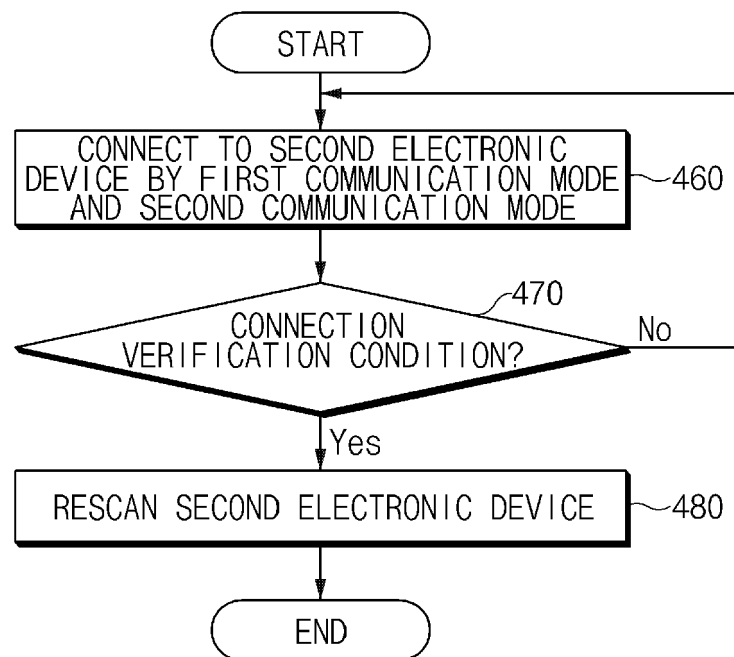 START
CONNECT TO SECOND ELECTRONIC
DEVICE BY FIRST COMMUNICATION MODE
AND SECOND COMMUNICATION MODE
460
470
CONNECTION
VERIFICATION CONDITION?
No
Yes
RESCAN SECOND ELECTRONIC DEVICE
480
END